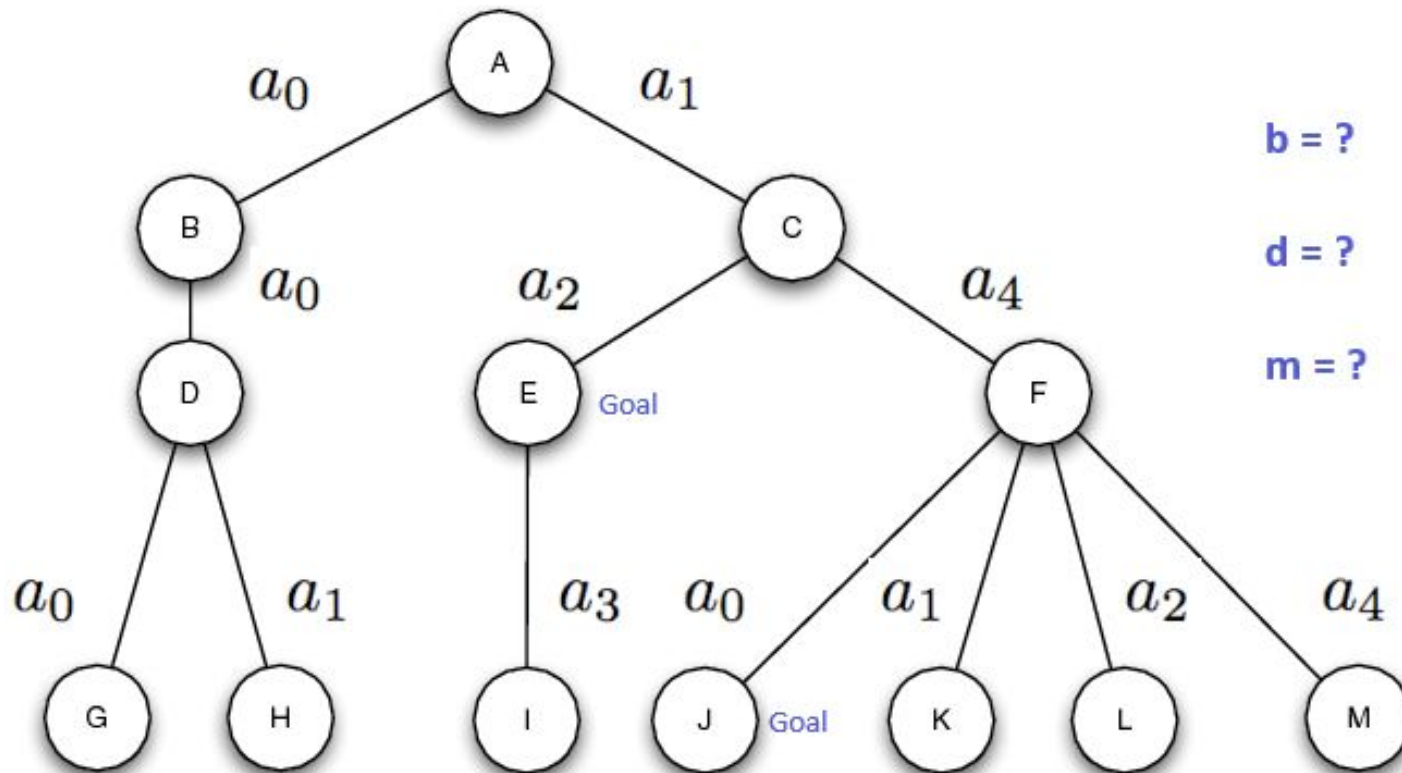 A
a₀ a₁
b = ?
B C
a₀ a₂ a₄
d = ?
m = ?
D E Goal F
a₀ a₁ a₃ a₀ a₁ a₂ a₄
G H I J Goal K L M